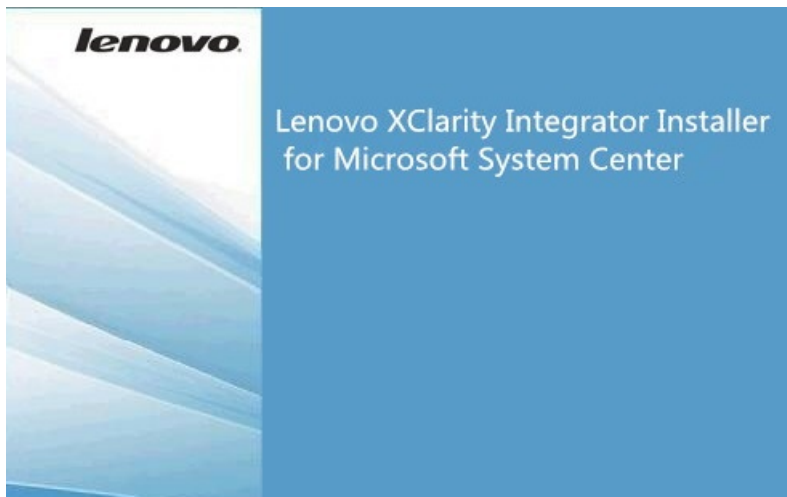 lenovo.
Lenovo XClarity Integrator Installer
for Microsoft System Center